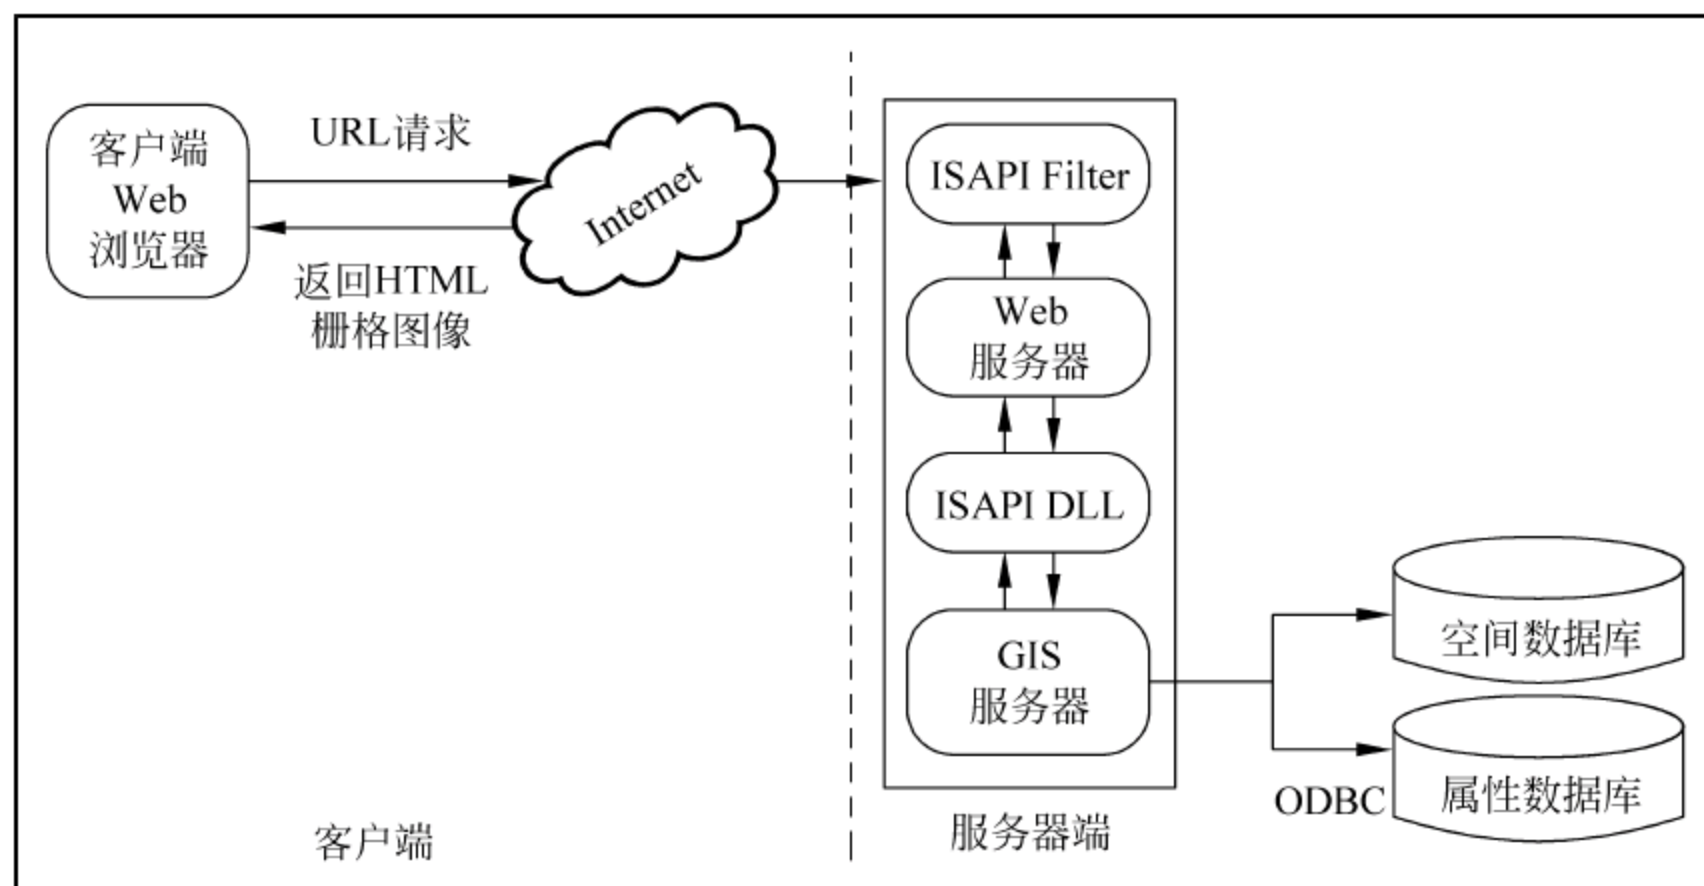 客户端
Web
浏览器
URL请求
返回HTML
栅格图像
Internet
ISAPI Filter
Web
服务器
ISAPI DLL
GIS
服务器
空间数据库
属性数据库
ODBC
客户端
服务器端